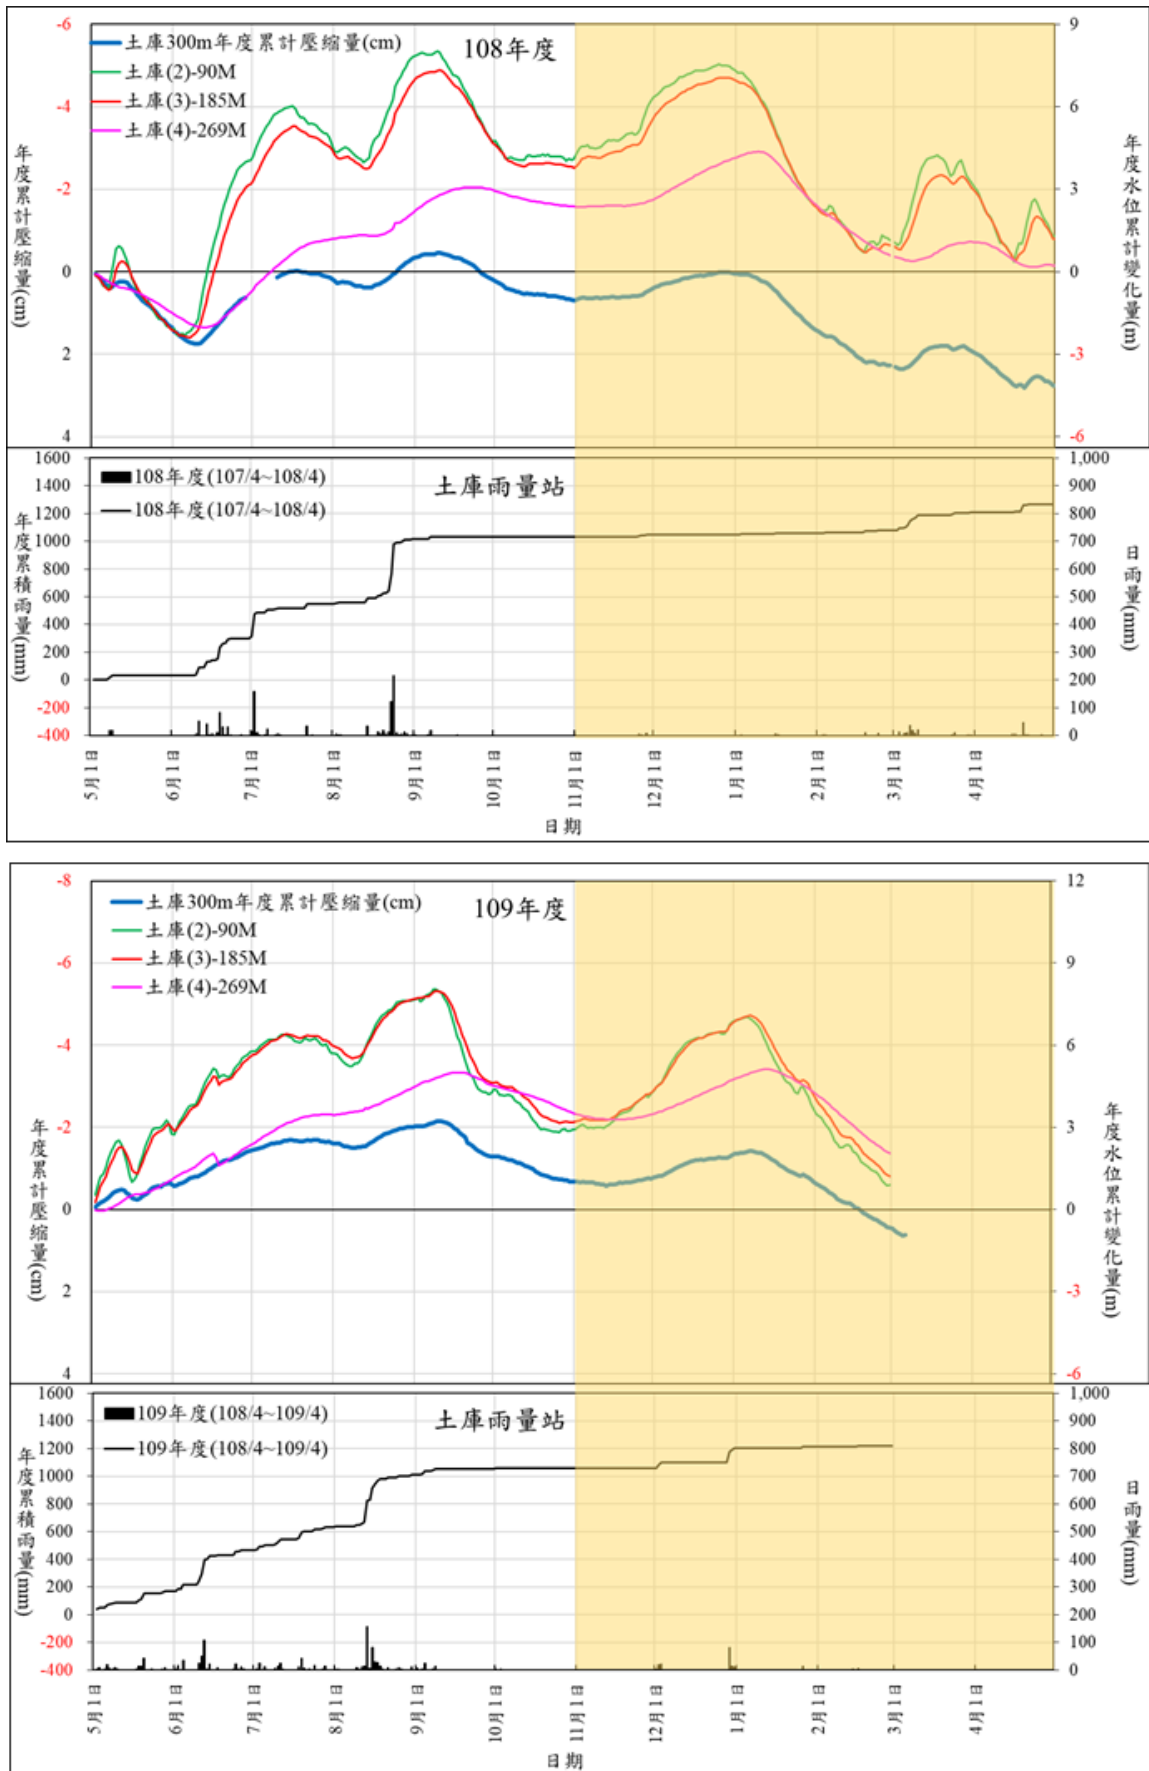 -6
-4
-2
0
2
4
年度累計壓縮量(cm)
土庫300m年度累計壓縮量(cm)
土庫(2)-90M
土庫(3)-185M
土庫(4)-269M
108年度
9
6
3
0
-3
-6
年度水位累計變化量(m)
1600
1400
1200
1000
800
600
400
200
0
-200
-400
年度累積雨量(mm)
108年度(107/4~108/4)
108年度(107/4~108/4)
土庫雨量站
1,000
900
800
700
600
500
400
300
200
100
0
日雨量(mm)
5月1日
6月1日
7月1日
8月1日
9月1日
10月1日
11月1日
12月1日
1月1日
2月1日
3月1日
4月1日
日期
-8
-6
-4
-2
0
2
4
年度累計壓縮量(cm)
土庫300m年度累計壓縮量(cm)
土庫(2)-90M
土庫(3)-185M
土庫(4)-269M
109年度
12
9
6
3
0
-3
-6
年度水位累計變化量(m)
1600
1400
1200
1000
800
600
400
200
0
-200
-400
年度累積雨量(mm)
109年度(108/4~109/4)
109年度(108/4~109/4)
土庫雨量站
1,000
900
800
700
600
500
400
300
200
100
0
日雨量(mm)
5月1日
6月1日
7月1日
8月1日
9月1日
10月1日
11月1日
12月1日
1月1日
2月1日
3月1日
4月1日
日期